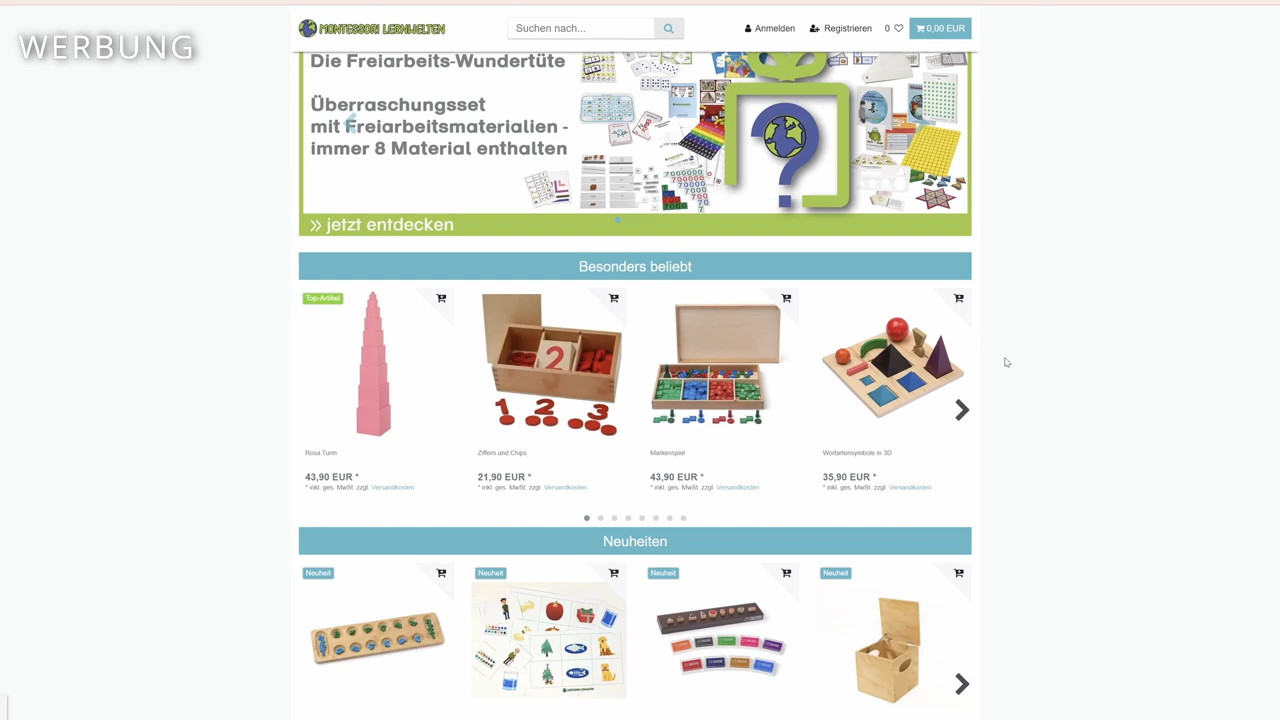 WERBUNG
MONTESSORI LERNWELTEN
Suchen nach...
Anmelden
Registrieren
0
0,00 EUR
Die Freiarbeits-Wundertüte
Überraschungsset
mit Freiarbeitsmaterialien -
immer 8 Material enthalten
» jetzt entdecken
Besonders beliebt
Top-Artikel
Rosa Turm
43,90 EUR *
* inkl. ges. MwSt. zzgl. Versandkosten
Ziffern und Chips
21,90 EUR *
* inkl. ges. MwSt. zzgl. Versandkosten
Markenspiel
43,90 EUR *
* inkl. ges. MwSt. zzgl. Versandkosten
Wortartensymbole in 3D
35,90 EUR *
* inkl. ges. MwSt. zzgl. Versandkosten
Neuheiten
Neuheit
Neuheit
Neuheit
Neuheit